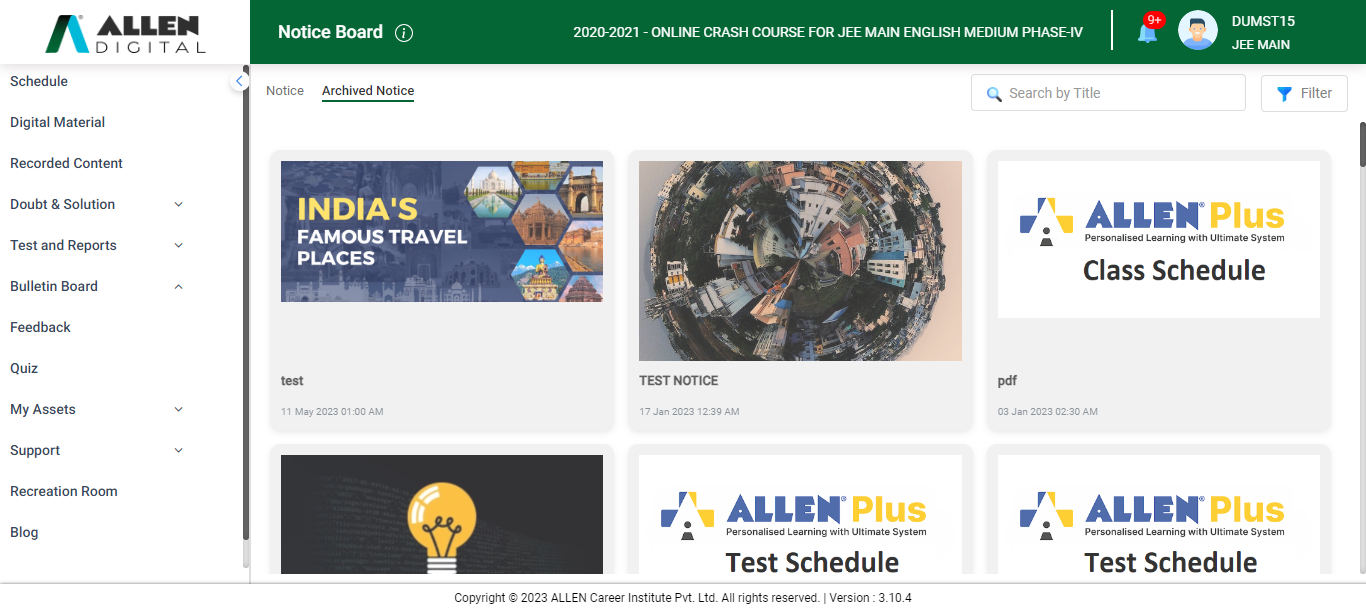 ALLEN
DIGITAL
Notice Board
2020-2021 - ONLINE CRASH COURSE FOR JEE MAIN ENGLISH MEDIUM PHASE-IV
9+
DUMST15
JEE MAIN
Schedule
Digital Material
Recorded Content
Doubt & Solution
Test and Reports
Bulletin Board
Feedback
Quiz
My Assets
Support
Recreation Room
Blog
Notice
Archived Notice
Search by Title
Filter
INDIA'S
FAMOUS TRAVEL
PLACES
test
11 May 2023 01:00 AM
TEST NOTICE
17 Jan 2023 12:39 AM
ALLEN® Plus
Personalised Learning with Ultimate System
Class Schedule
pdf
03 Jan 2023 02:30 AM
ALLEN® Plus
Personalised Learning with Ultimate System
Test Schedule
ALLEN® Plus
Personalised Learning with Ultimate System
Test Schedule
Copyright © 2023 ALLEN Career Institute Pvt. Ltd. All rights reserved. | Version : 3.10.4